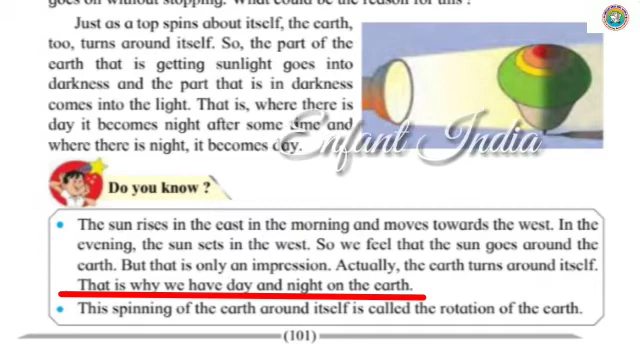 goes on without stopping. What could be the reason for this ?
Just as a top spins about itself, the earth,
too, turns around itself. So, the part of the
earth that is getting sunlight goes into
darkness and the part that is in darkness
comes into the light. That is, where there is
day it becomes night after some time and
where there is night, it becomes day.
Enfant India
Do you know ?
• The sun rises in the east in the morning and moves towards the west. In the
evening, the sun sets in the west. So we feel that the sun goes around the
earth. But that is only an impression. Actually, the earth turns around itself.
That is why we have day and night on the earth.
• This spinning of the earth around itself is called the rotation of the earth.
(101)